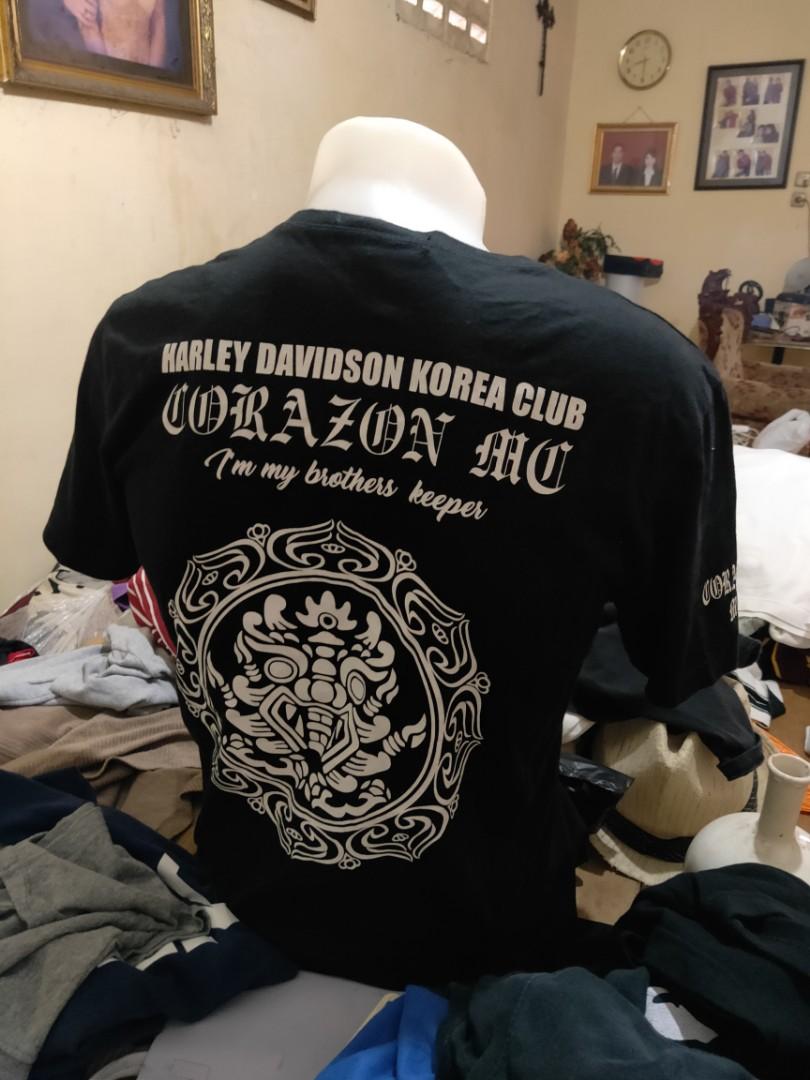 HARLEY DAVIDSON KOREA CLUB
CORAZON MC
I'm my brothers keeper